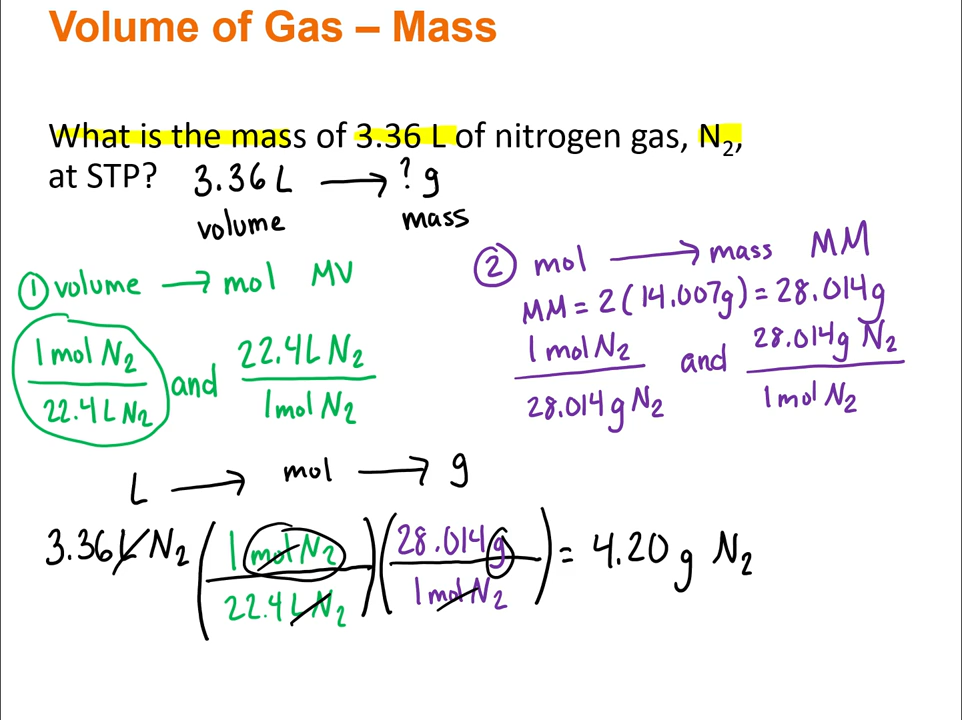 Volume of Gas – Mass
What is the mass of 3.36 L of nitrogen gas, N₂,
at STP? 3.36 L → ? g
volume mass
① volume → mol MV
1 mol N₂ / 22.4 L N₂ and 22.4 L N₂ / 1 mol N₂
② mol → mass MM
MM = 2(14.007g) = 28.014g
1 mol N₂ / 28.014 g N₂ and 28.014g N₂ / 1 mol N₂
L → mol → g
3.36 L N₂ (1 mol N₂ / 22.4 L N₂)(28.014 g / 1 mol N₂) = 4.20 g N₂